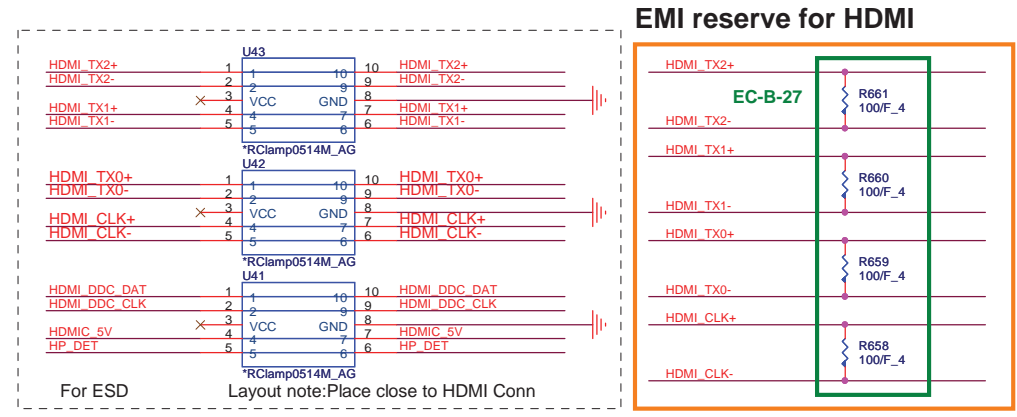 EMI reserve for HDMI
U43
HDMI_TX2+ 1 1 10 10 HDMI_TX2+
HDMI_TX2- 2 2 9 9 HDMI_TX2-
3 VCC GND 8
HDMI_TX1+ 4 4 7 7 HDMI_TX1+
HDMI_TX1- 5 5 6 6 HDMI_TX1-
*RClamp0514M_AG
U42
HDMI_TX0+ 1 1 10 10 HDMI_TX0+
HDMI_TX0- 2 2 9 9 HDMI_TX0-
3 VCC GND 8
HDMI_CLK+ 4 4 7 7 HDMI_CLK+
HDMI_CLK- 5 5 6 6 HDMI_CLK-
*RClamp0514M_AG
U41
HDMI_DDC_DAT 1 1 10 10 HDMI_DDC_DAT
HDMI_DDC_CLK 2 2 9 9 HDMI_DDC_CLK
3 VCC GND 8
HDMIC_5V 4 4 7 7 HDMIC_5V
HP_DET 5 5 6 6 HP_DET
*RClamp0514M_AG
For ESD Layout note:Place close to HDMI Conn
HDMI_TX2+
EC-B-27
R661
100/F_4
HDMI_TX2-
HDMI_TX1+
R660
100/F_4
HDMI_TX1-
HDMI_TX0+
R659
100/F_4
HDMI_TX0-
HDMI_CLK+
R658
100/F_4
HDMI_CLK-